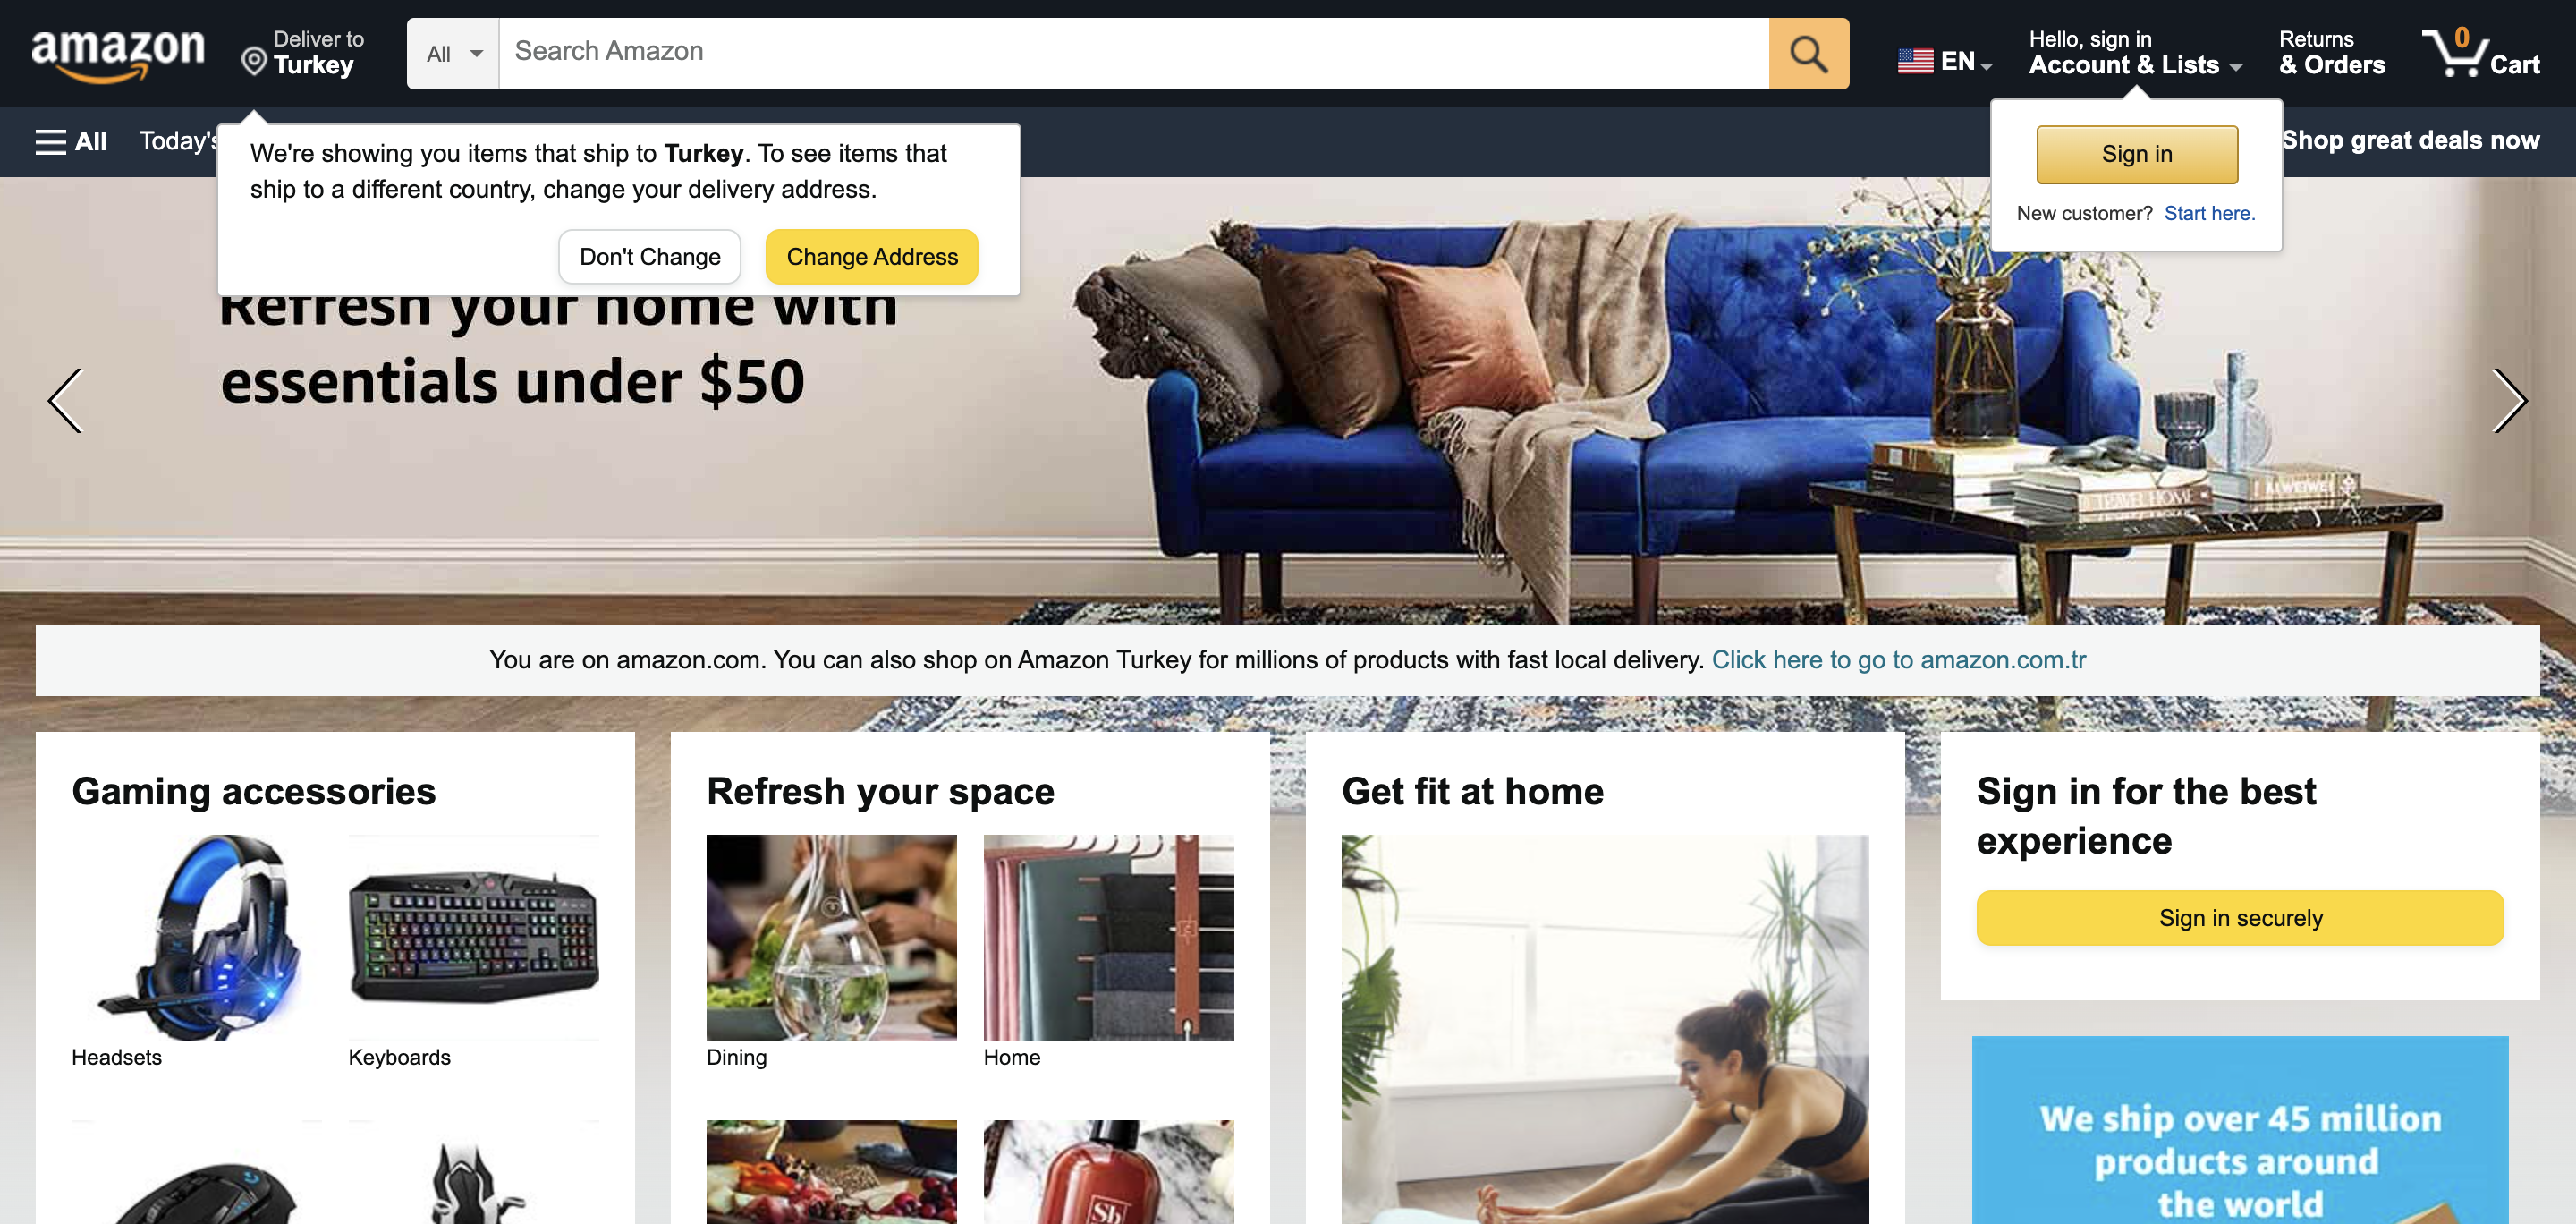 amazon
Deliver to
Turkey
All
Search Amazon
EN
Hello, sign in
Account & Lists
Returns
& Orders
0
Cart
All
Today's
Shop great deals now
We're showing you items that ship to Turkey. To see items that
ship to a different country, change your delivery address.
Don't Change
Change Address
Sign in
New customer? Start here.
Refresh your home with
essentials under $50
TRAVEL HOME
AI WEIWEI
You are on amazon.com. You can also shop on Amazon Turkey for millions of products with fast local delivery. Click here to go to amazon.com.tr
Gaming accessories
Headsets
Keyboards
Refresh your space
Dining
Home
Sb
Get fit at home
Sign in for the best
experience
Sign in securely
We ship over 45 million
products around
the world